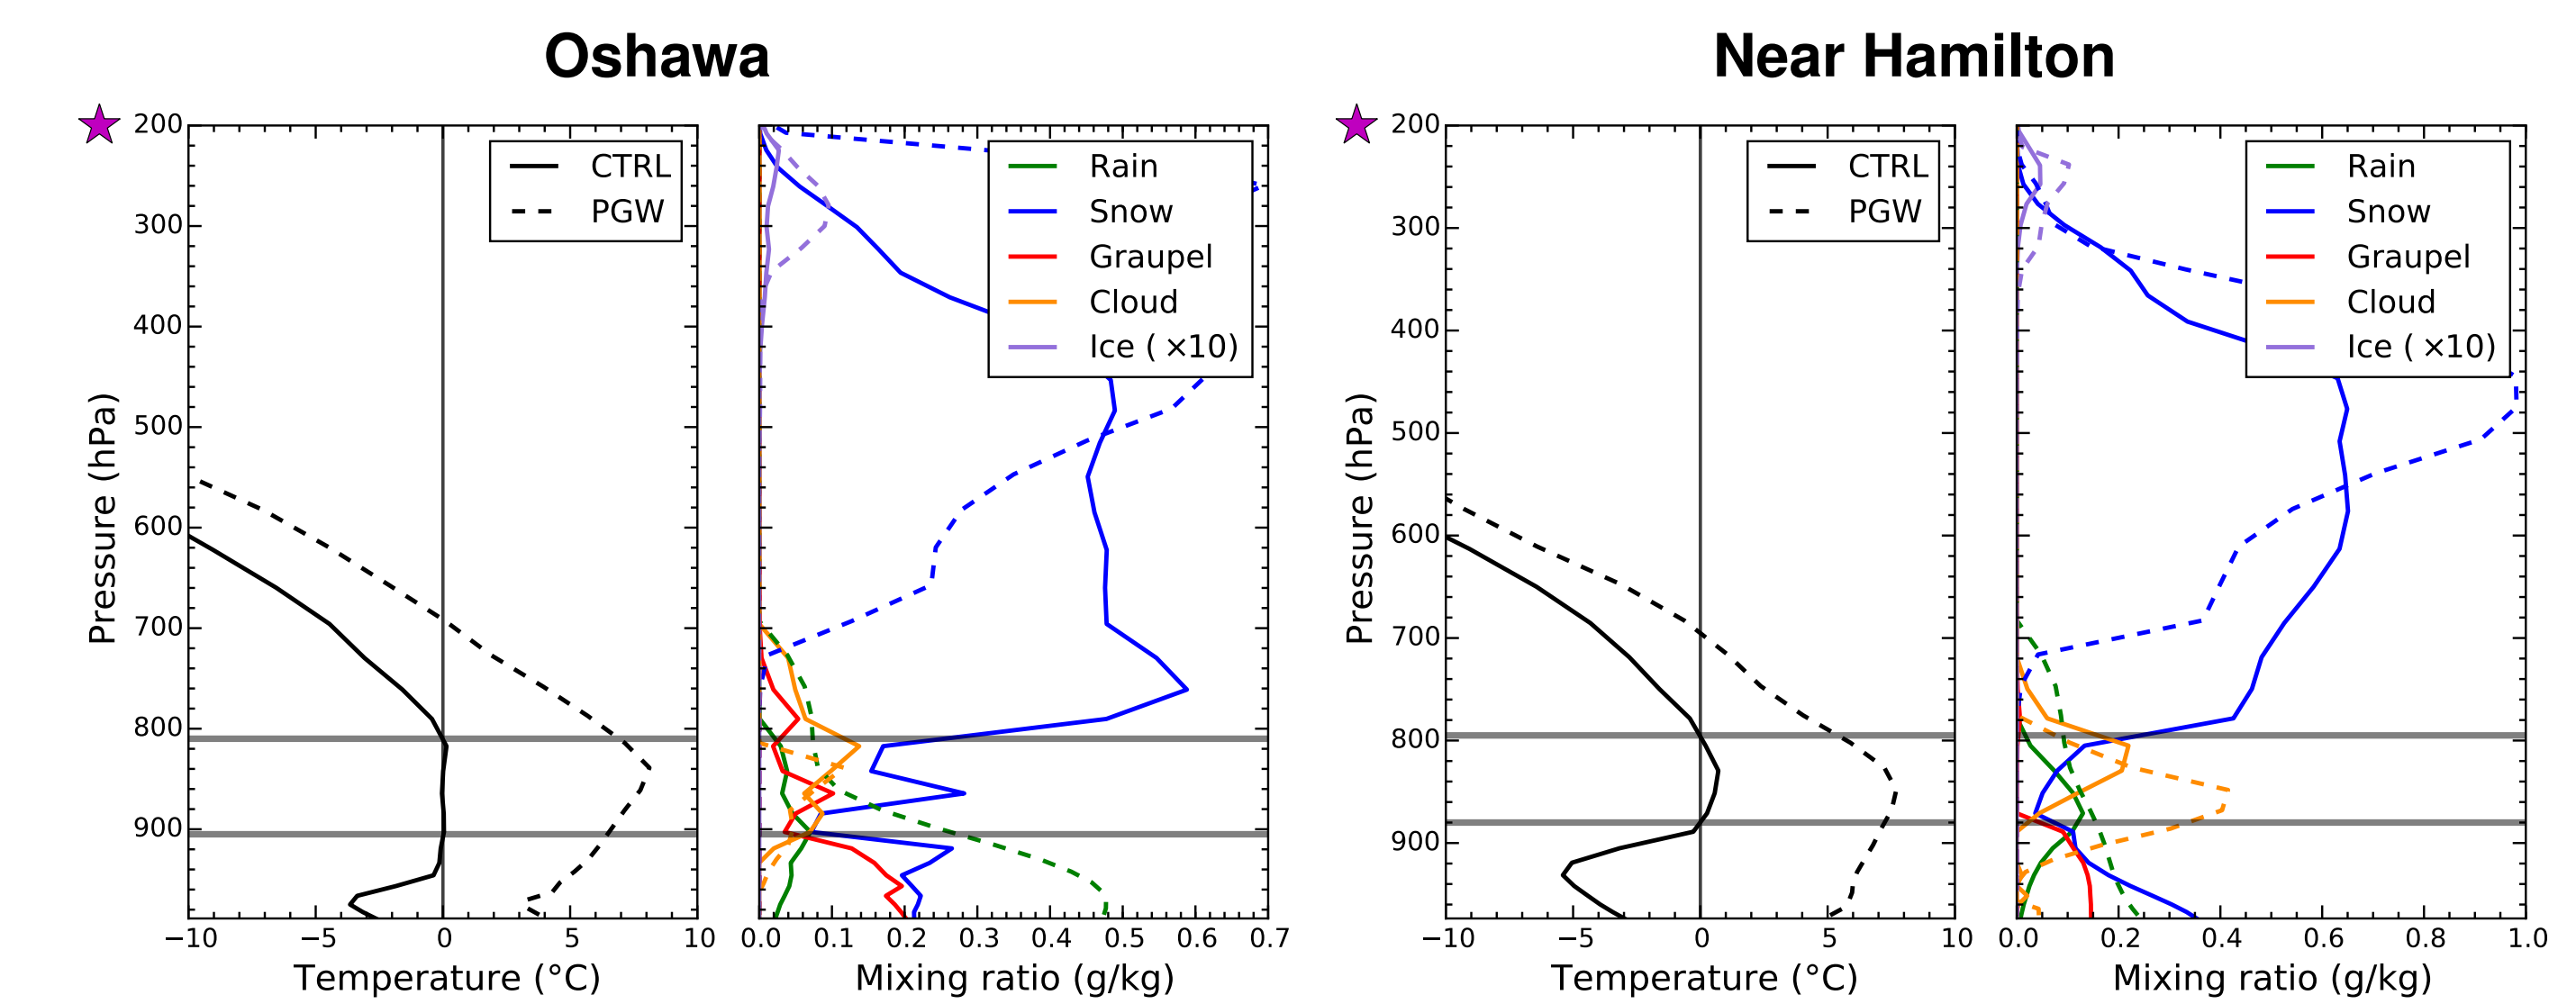 Oshawa
Near Hamilton
200
300
400
500
600
700
800
900
Pressure (hPa)
−10
−5
0
5
10
Temperature (°C)
CTRL
PGW
0.0
0.1
0.2
0.3
0.4
0.5
0.6
0.7
Mixing ratio (g/kg)
Rain
Snow
Graupel
Cloud
Ice ( ×10)
200
300
400
500
600
700
800
900
Pressure (hPa)
−10
−5
0
5
10
Temperature (°C)
CTRL
PGW
0.0
0.2
0.4
0.6
0.8
1.0
Mixing ratio (g/kg)
Rain
Snow
Graupel
Cloud
Ice ( ×10)